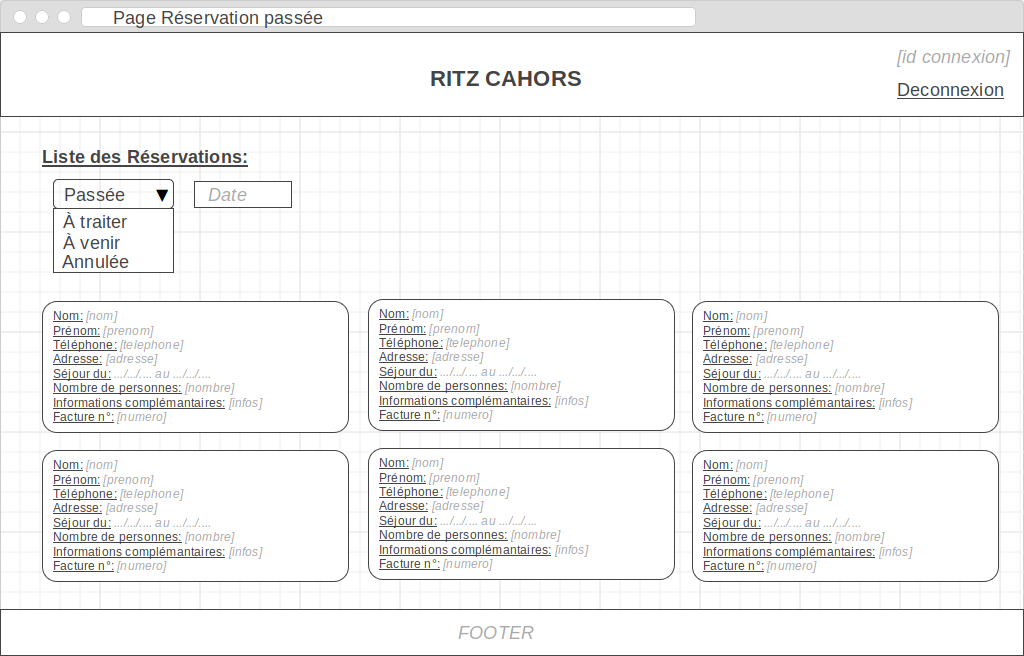 Page Réservation passée
[id connexion]
RITZ CAHORS
Deconnexion
Liste des Réservations:
Passée ▼
Date
À traiter
À venir
Annulée
Nom: [nom]
Prénom: [prenom]
Téléphone: [telephone]
Adresse: [adresse]
Séjour du: .../.../.... au .../.../....
Nombre de personnes: [nombre]
Informations complémantaires: [infos]
Facture n°: [numero]
Nom: [nom]
Prénom: [prenom]
Téléphone: [telephone]
Adresse: [adresse]
Séjour du: .../.../.... au .../.../....
Nombre de personnes: [nombre]
Informations complémantaires: [infos]
Facture n°: [numero]
Nom: [nom]
Prénom: [prenom]
Téléphone: [telephone]
Adresse: [adresse]
Séjour du: .../.../.... au .../.../....
Nombre de personnes: [nombre]
Informations complémantaires: [infos]
Facture n°: [numero]
Nom: [nom]
Prénom: [prenom]
Téléphone: [telephone]
Adresse: [adresse]
Séjour du: .../.../.... au .../.../....
Nombre de personnes: [nombre]
Informations complémantaires: [infos]
Facture n°: [numero]
Nom: [nom]
Prénom: [prenom]
Téléphone: [telephone]
Adresse: [adresse]
Séjour du: .../.../.... au .../.../....
Nombre de personnes: [nombre]
Informations complémantaires: [infos]
Facture n°: [numero]
Nom: [nom]
Prénom: [prenom]
Téléphone: [telephone]
Adresse: [adresse]
Séjour du: .../.../.... au .../.../....
Nombre de personnes: [nombre]
Informations complémantaires: [infos]
Facture n°: [numero]
FOOTER